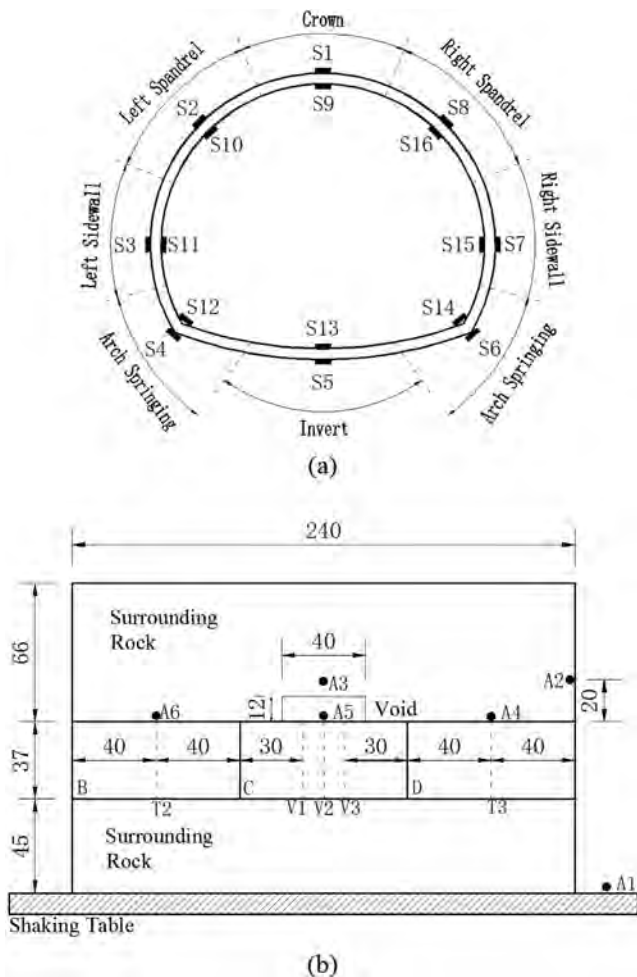 Crown
Left Spandrel
Right Spandrel
S1
S2
S9
S8
S10
S16
Left Sidewall
Right Sidewall
S3
S11
S15
S7
S12
S14
S4
S13
S6
S5
Arch Springing
Arch Springing
Invert
(a)
240
Surrounding
Rock
66
40
A3
A2
20
12
Void
A6
A5
A4
37
40
40
30
30
40
40
B
C
D
T2
V1
V2
V3
T3
45
Surrounding
Rock
A1
Shaking Table
(b)